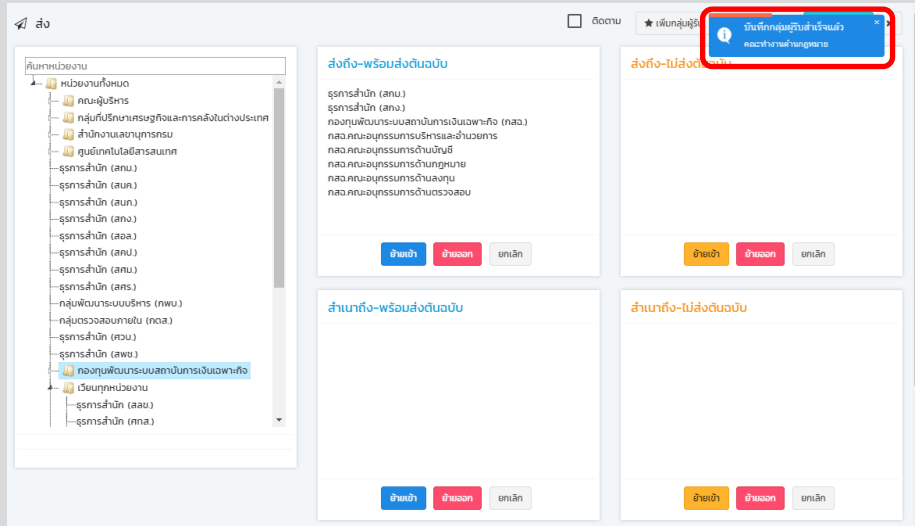 ส่ง
ติดตาม
★ เพิ่มกลุ่มผู้รับ
บันทึกกลุ่มผู้รับสำเร็จแล้ว
คณะทำงานด้านกฎหมาย
ค้นหาหน่วยงาน
หน่วยงานทั้งหมด
คณะผู้บริหาร
กลุ่มที่ปรึกษาเศรษฐกิจและการคลังในต่างประเทศ
สำนักงานเลขานุการกรม
ศูนย์เทคโนโลยีสารสนเทศ
ธุรการสำนัก (สกม.)
ธุรการสำนัก (สนค.)
ธุรการสำนัก (สนภ.)
ธุรการสำนัก (สกง.)
ธุรการสำนัก (สอล.)
ธุรการสำนัก (สคป.)
ธุรการสำนัก (สศม.)
ธุรการสำนัก (สศร.)
กลุ่มพัฒนาระบบบริหาร (กพบ.)
กลุ่มตรวจสอบภายใน (กตส.)
ธุรการสำนัก (ศวบ.)
ธุรการสำนัก (สพช.)
กองทุนพัฒนาระบบสถาบันการเงินเฉพาะกิจ
เวียนทุกหน่วยงาน
ธุรการสำนัก (สลข.)
ธุรการสำนัก (ศทส.)
ส่งถึง-พร้อมส่งต้นฉบับ
ธุรการสำนัก (สกม.)
ธุรการสำนัก (สกง.)
กองทุนพัฒนาระบบสถาบันการเงินเฉพาะกิจ (กสฉ.)
กสฉ.คณะอนุกรรมการบริหารและอำนวยการ
กสฉ.คณะอนุกรรมการด้านบัญชี
กสฉ.คณะอนุกรรมการด้านกฎหมาย
กสฉ.คณะอนุกรรมการด้านลงทุน
กสฉ.คณะอนุกรรมการด้านตรวจสอบ
ย้ายเข้า ย้ายออก ยกเลิก
ส่งถึง-ไม่ส่งต้นฉบับ
ย้ายเข้า ย้ายออก ยกเลิก
สำเนาถึง-พร้อมส่งต้นฉบับ
ย้ายเข้า ย้ายออก ยกเลิก
สำเนาถึง-ไม่ส่งต้นฉบับ
ย้ายเข้า ย้ายออก ยกเลิก